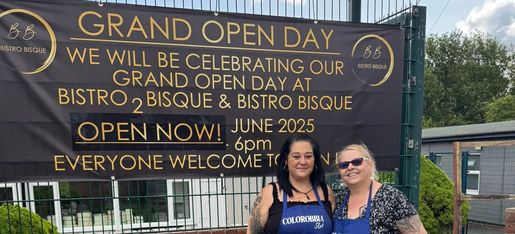 B.B
BISTRO BISQUE
GRAND OPEN DAY
B.B
BISTRO BISQUE
WE WILL BE CELEBRATING OUR
GRAND OPEN DAY AT
BISTRO 2 BISQUE & BISTRO BISQUE
OPEN NOW! JUNE 2025
6pm
EVERYONE WELCOME TO
COLOROBBIA
COLOROBBIA